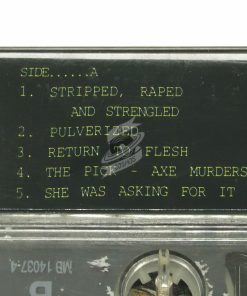 SIDE......A
1. STRIPPED, RAPED
AND STRENGLED
2. PULVERIZED
3. RETURN TO FLESH
4. THE PICK - AXE MURDERS
5. SHE WAS ASKING FOR IT
MB 14037-4